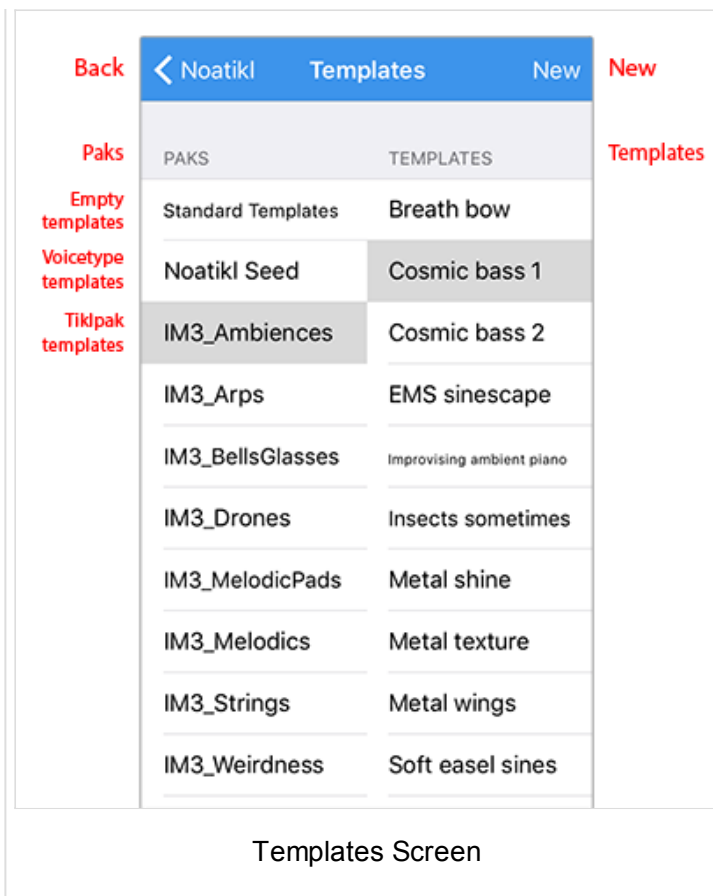 Back Noatikl Templates New New
Paks PAKS TEMPLATES Templates
Empty
templates
Standard Templates Breath bow
Voicetype
templates
Noatikl Seed Cosmic bass 1
Tiklpak
templates
IM3_Ambiences Cosmic bass 2
IM3_Arps EMS sinescape
IM3_BellsGlasses Improvising ambient piano
IM3_Drones Insects sometimes
IM3_MelodicPads Metal shine
IM3_Melodics Metal texture
IM3_Strings Metal wings
IM3_Weirdness Soft easel sines
Templates Screen